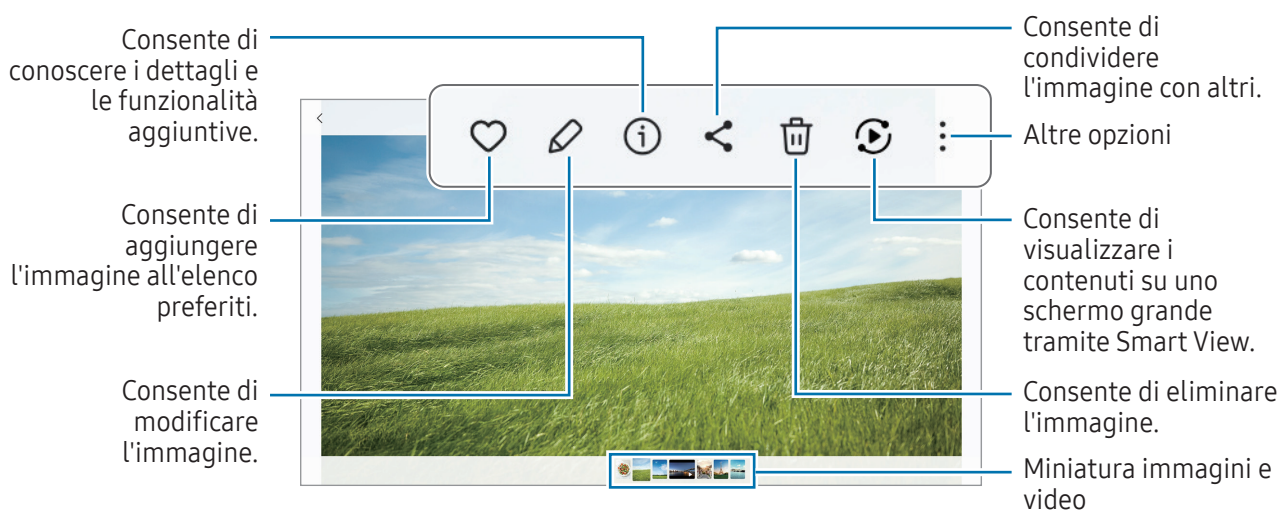 Consente di
conoscere i dettagli e
le funzionalità
aggiuntive.
Consente di
aggiungere
l'immagine all'elenco
preferiti.
Consente di
modificare
l'immagine.
Consente di
condividere
l'immagine con altri.
Altre opzioni
Consente di
visualizzare i
contenuti su uno
schermo grande
tramite Smart View.
Consente di eliminare
l'immagine.
Miniatura immagini e
video